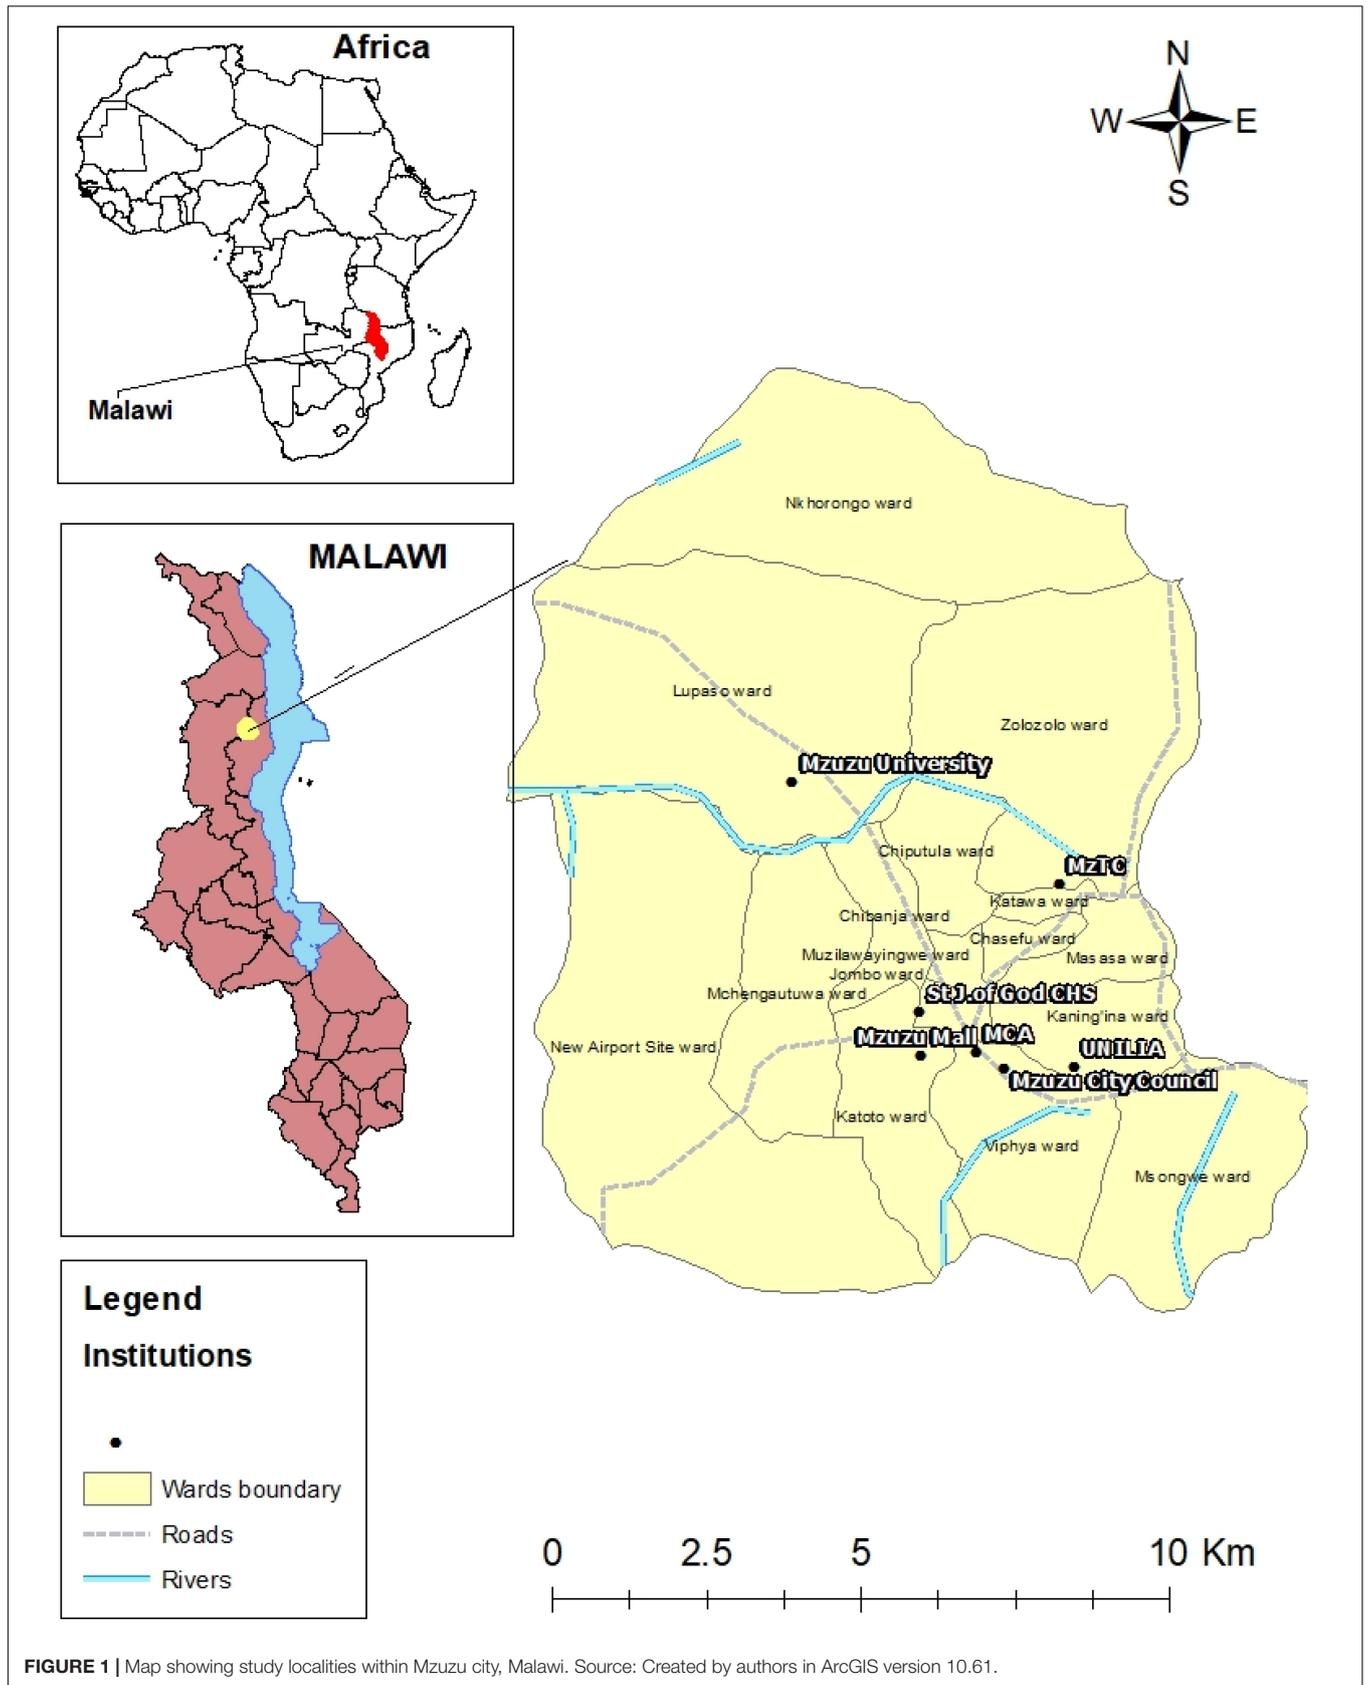 Africa
Malawi
N
W E
S
MALAWI
Nkhorongo ward
Lupaso ward
Zolozolo ward
Mzuzu University
Chiputula ward
MzTC
Katawa ward
Chibanja ward
Chasefu ward
Muzilawayingwe ward
Masasa ward
Jombo ward
Mchengautuwa ward
St J.of God CHS
Kaning'ina ward
Mzuzu Mall
MCA
New Airport Site ward
UNILIA
Mzuzu City Council
Katoto ward
Viphya ward
Msongwe ward
Legend
Institutions
Wards boundary
Roads
Rivers
0 2.5 5 10 Km
FIGURE 1 | Map showing study localities within Mzuzu city, Malawi. Source: Created by authors in ArcGIS version 10.61.